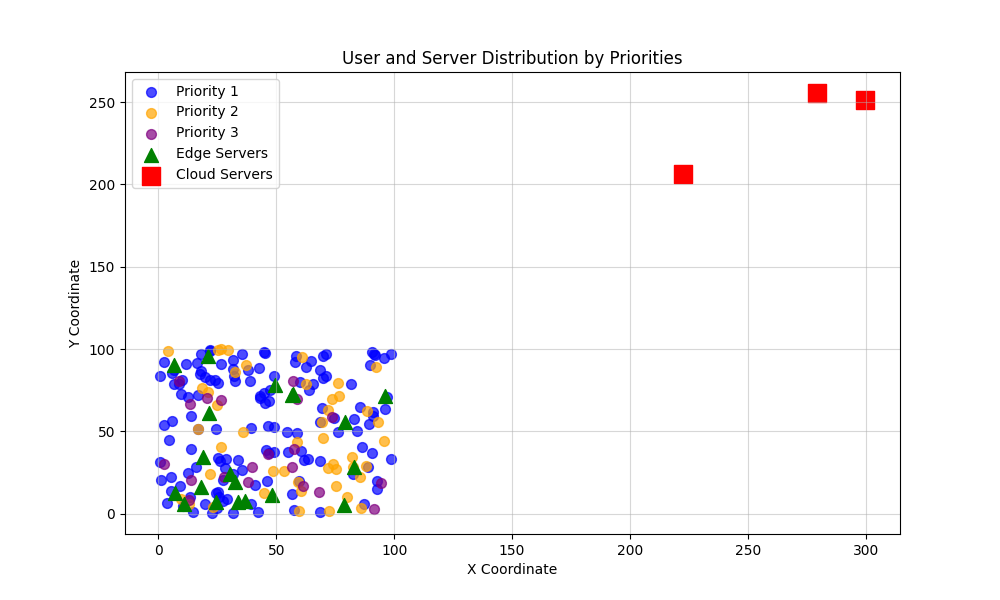 User and Server Distribution by Priorities
Priority 1
Priority 2
Priority 3
Edge Servers
Cloud Servers
Y Coordinate
250
200
150
100
50
0
0 50 100 150 200 250 300
X Coordinate